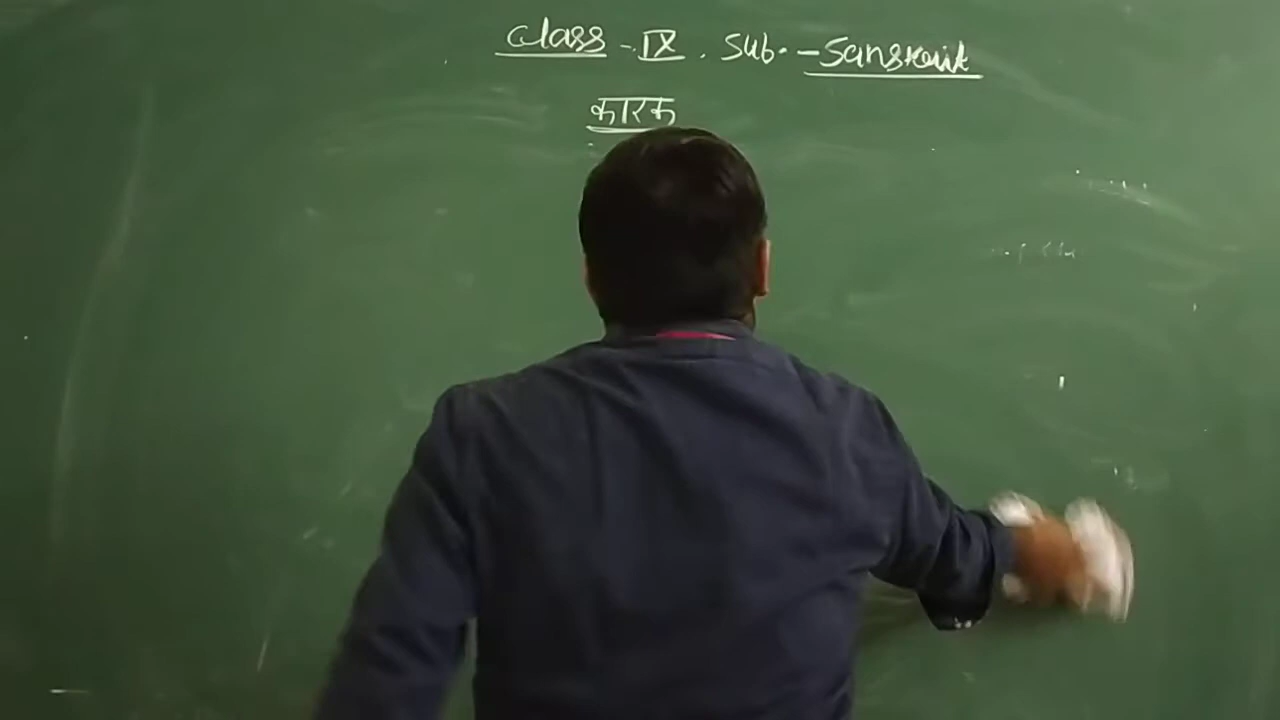 Class - IX . Sub. - Sanskrit
कारक